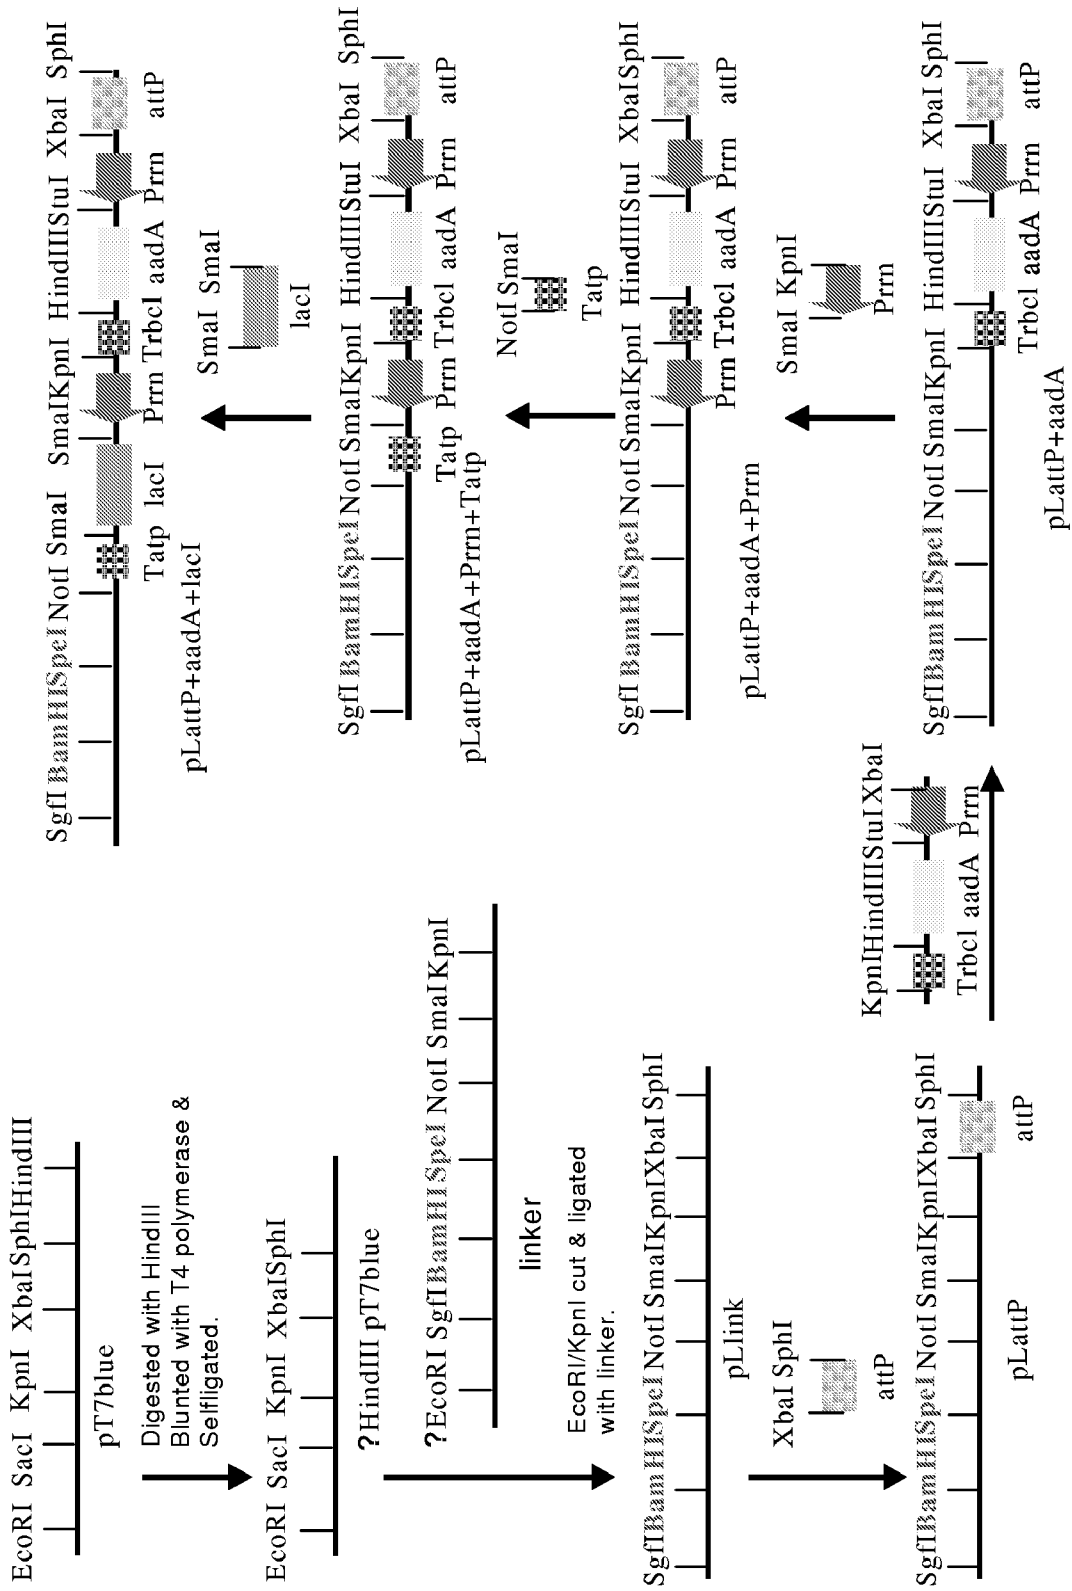 EcoRI SacI KpnI XbaI SphI HindIII
pT7blue
Digested with HindIII
Blunted with T4 polymerase &
Selfligated.
EcoRI SacI KpnI XbaI SphI
?HindIII pT7blue
?EcoRI SgfI BamHI SpeI NotI SmaI KpnI
linker
EcoRI/KpnI cut & ligated
with linker.
SgfI BamHI SpeI NotI SmaI KpnI XbaI SphI
pLlink
XbaI SphI
attP
SgfI BamHI SpeI NotI SmaI KpnI XbaI SphI
attP
pLattP
KpnI HindIII StuI XbaI
Trbcl aadA Prrn
SgfI BamHI SpeI NotI SmaI KpnI HindIII StuI XbaI SphI
Trbcl aadA Prrn attP
pLattP+aadA
SmaI KpnI
Prrn
SgfI BamHI SpeI NotI SmaI KpnI HindIII StuI XbaI SphI
Prrn Trbcl aadA Prrn attP
pLattP+aadA+Prrn
NotI SmaI
Tatp
SgfI BamHI SpeI NotI SmaI KpnI HindIII StuI XbaI SphI
Tatp Prrn Trbcl aadA Prrn attP
pLattP+aadA+Prrn+Tatp
SmaI SmaI
lacI
SgfI BamHI SpeI NotI SmaI SmaI KpnI HindIII StuI XbaI SphI
Tatp lacI Prrn Trbcl aadA Prrn attP
pLattP+aadA+lacI